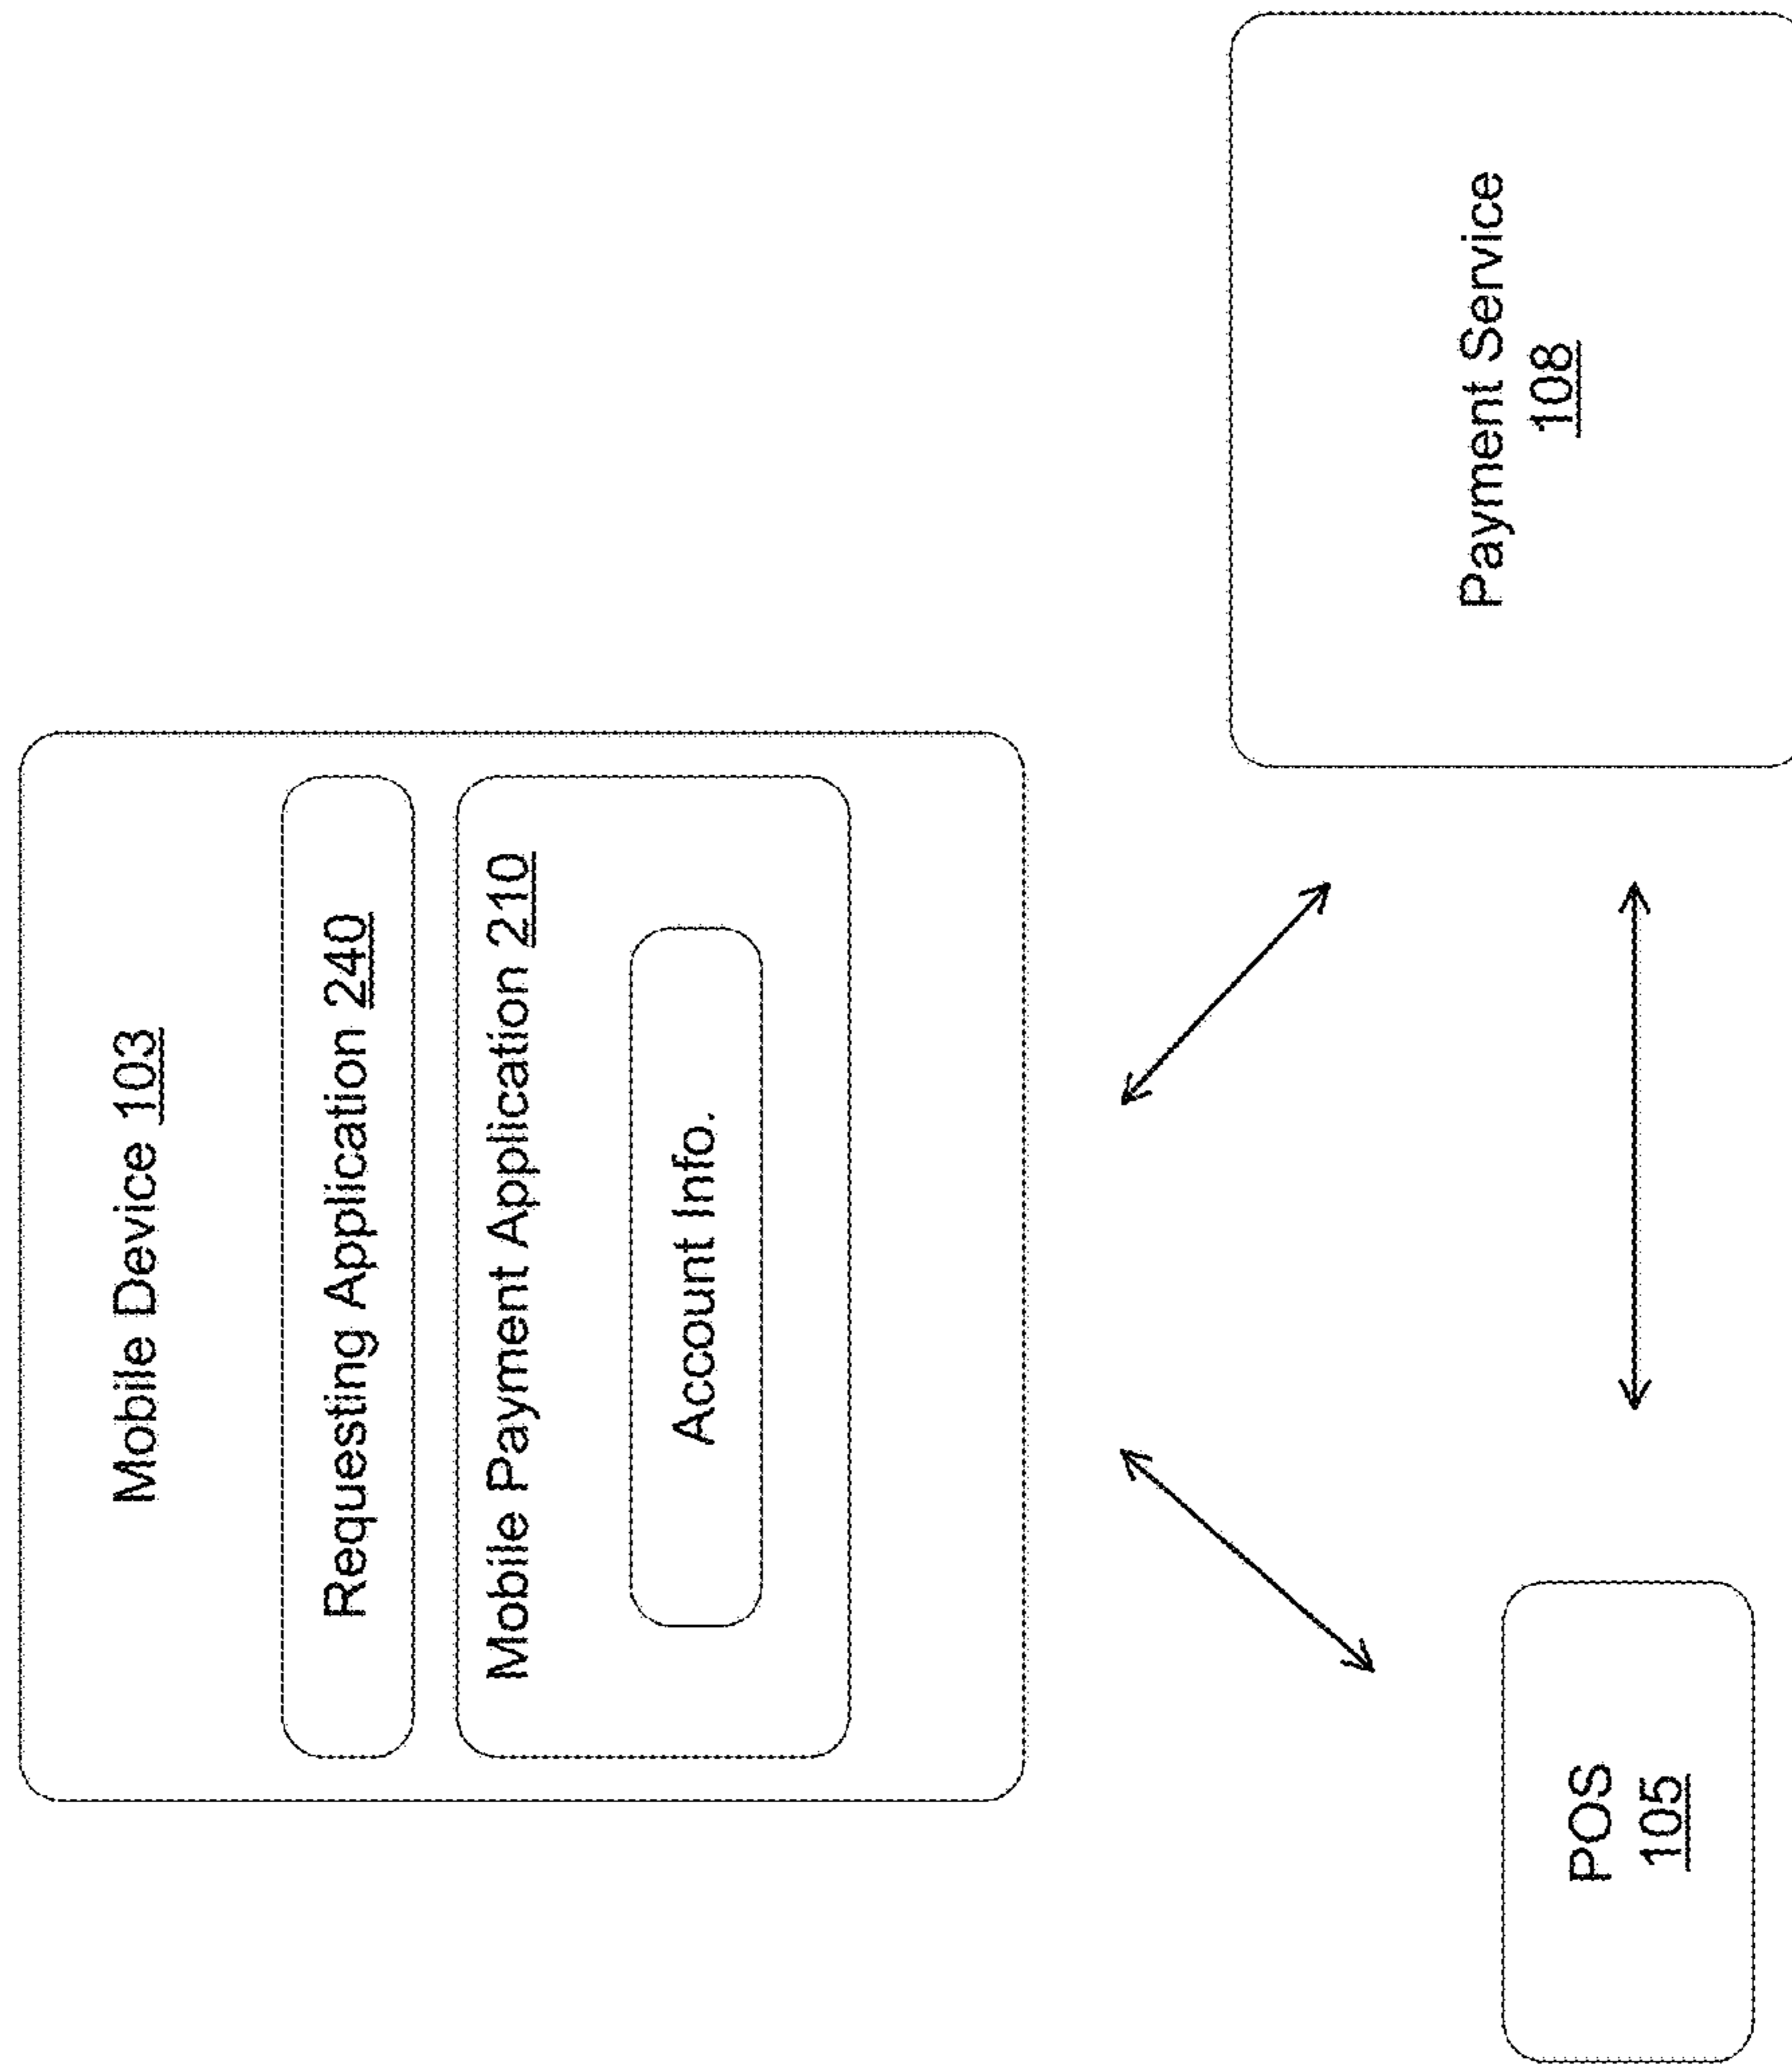 Mobile Device 103
Requesting Application 240
Mobile Payment Application 210
Account Info.
POS
105
Payment Service
108